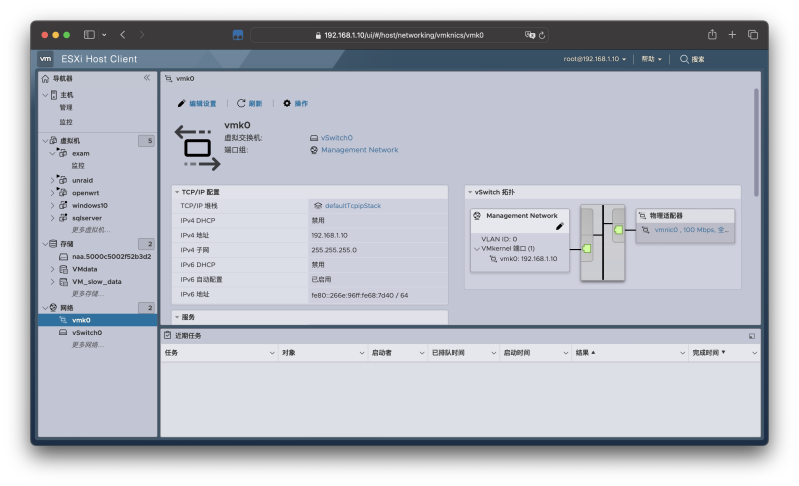 192.168.1.10/ui/#/host/networking/vmknics/vmk0
vm ESXi Host Client
root@192.168.1.10
帮助
搜索
导航器
主机
管理
监控
虚拟机 5
exam
监控
unraid
openwrt
windows10
sqlserver
更多虚拟机...
存储 2
naa.5000c5002f52b3d2
VMdata
VM_slow_data
更多存储...
网络 2
vmk0
vSwitch0
更多网络...
vmk0
编辑设置
刷新
操作
vmk0
虚拟交换机: vSwitch0
端口组: Management Network
TCP/IP 配置
TCP/IP 堆栈 defaultTcpipStack
IPv4 DHCP 禁用
IPv4 地址 192.168.1.10
IPv4 子网 255.255.255.0
IPv6 DHCP 禁用
IPv6 自动配置 已启用
IPv6 地址 fe80::266e:96ff:fe68:7d40 / 64
服务
vSwitch 拓扑
Management Network
VLAN ID: 0
VMkernel 端口 (1)
vmk0: 192.168.1.10
物理适配器
vmnic0 , 100 Mbps, 全...
近期任务
任务 对象 启动者 已排队时间 启动时间 结果 ▲ 完成时间 ▼